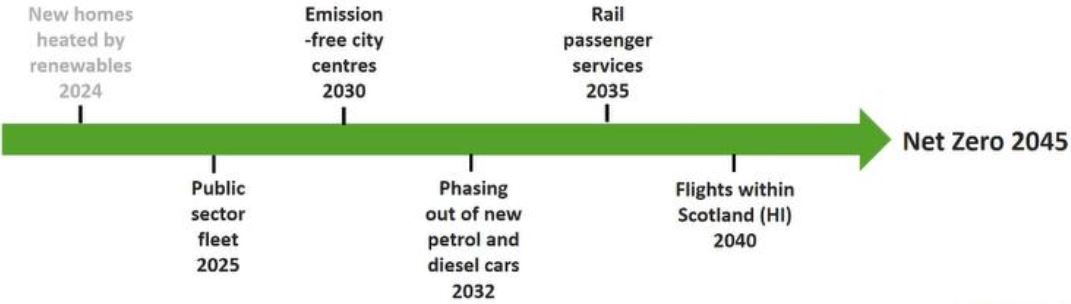 New homes
heated by
renewables
2024
Emission
-free city
centres
2030
Rail
passenger
services
2035
Net Zero 2045
Public
sector
fleet
2025
Phasing
out of new
petrol and
diesel cars
2032
Flights within
Scotland (HI)
2040